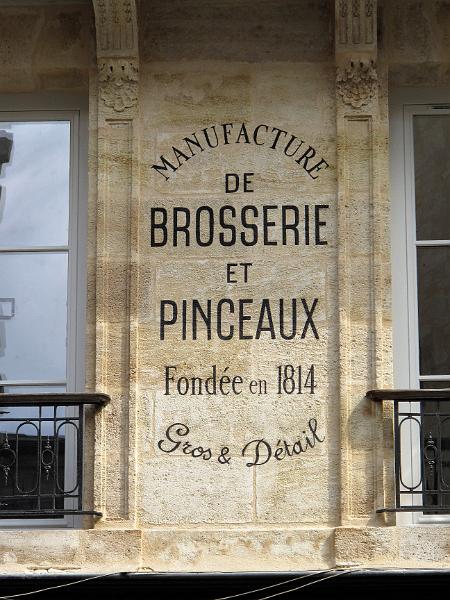 MANUFACTURE
DE
BROSSERIE
ET
PINCEAUX
Fondée en 1814
Gros & Détail